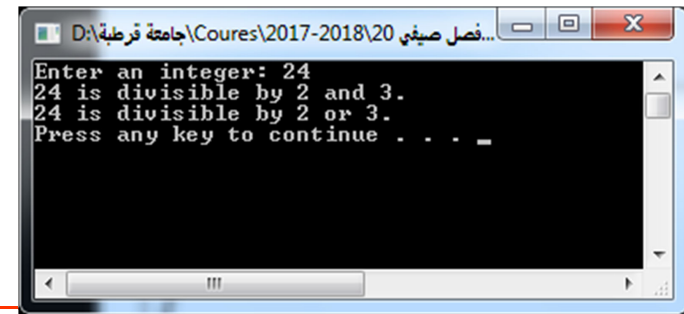 D:\جامعة قرطبة\Coures\2017-2018\20 فصل صيفي...
Enter an integer: 24
24 is divisible by 2 and 3.
24 is divisible by 2 or 3.
Press any key to continue . . . _